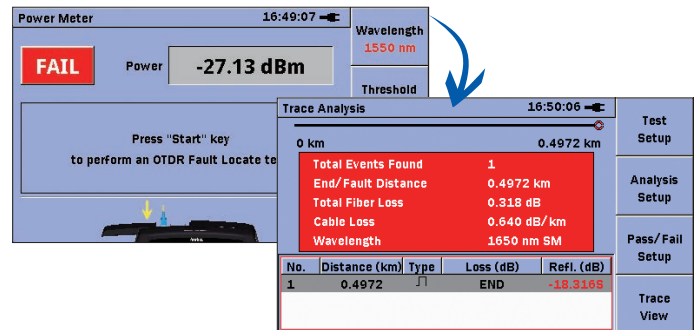 Power Meter 16:49:07
Wavelength
1550 nm
FAIL Power -27.13 dBm
Threshold
Press "Start" key
to perform an OTDR Fault Locate te
Trace Analysis 16:50:06
0 km 0.4972 km
Total Events Found 1
End/Fault Distance 0.4972 km
Total Fiber Loss 0.318 dB
Cable Loss 0.640 dB/km
Wavelength 1650 nm SM
No. Distance (km) Type Loss (dB) Refl. (dB)
1 0.4972 END -18.316S
Test
Setup
Analysis
Setup
Pass/Fail
Setup
Trace
View